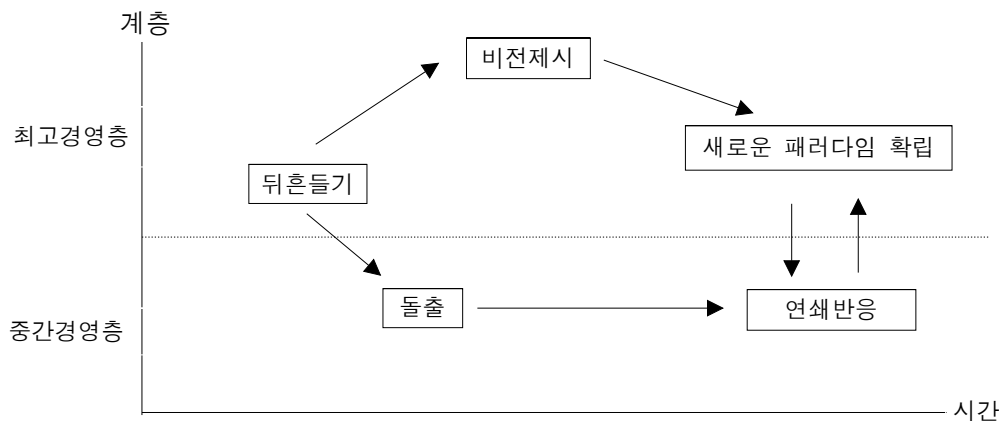 계층
비전제시
최고경영층
새로운 패러다임 확립
뒤흔들기
돌출
연쇄반응
중간경영층
시간